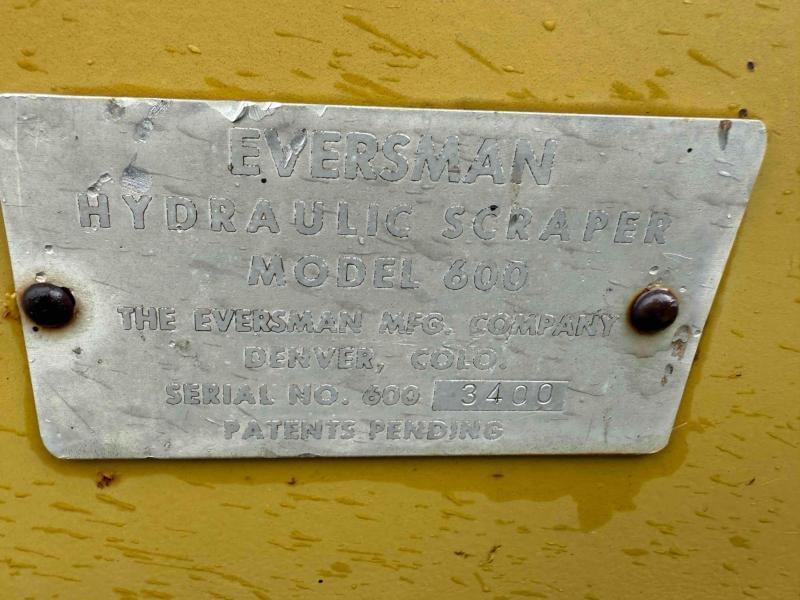 EVERSMAN
HYDRAULIC SCRAPER
MODEL 600
THE EVERSMAN MFG. COMPANY
DENVER, COLO.
SERIAL NO. 600 3400
PATENTS PENDING